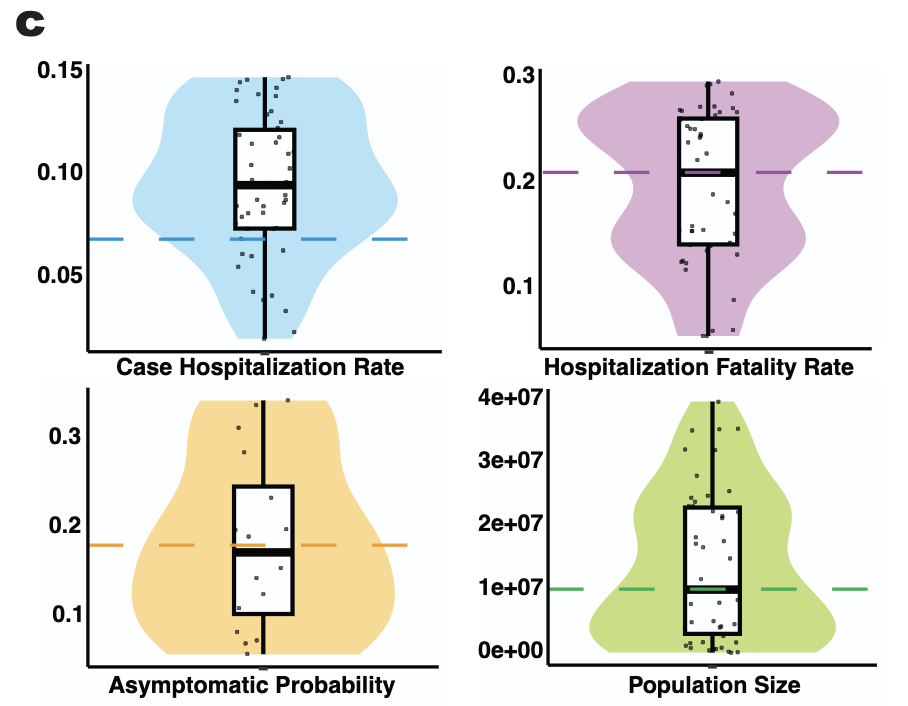 C
0.15
0.10
0.05
Case Hospitalization Rate
0.3
0.2
0.1
Hospitalization Fatality Rate
0.3
0.2
0.1
Asymptomatic Probability
4e+07
3e+07
2e+07
1e+07
0e+00
Population Size